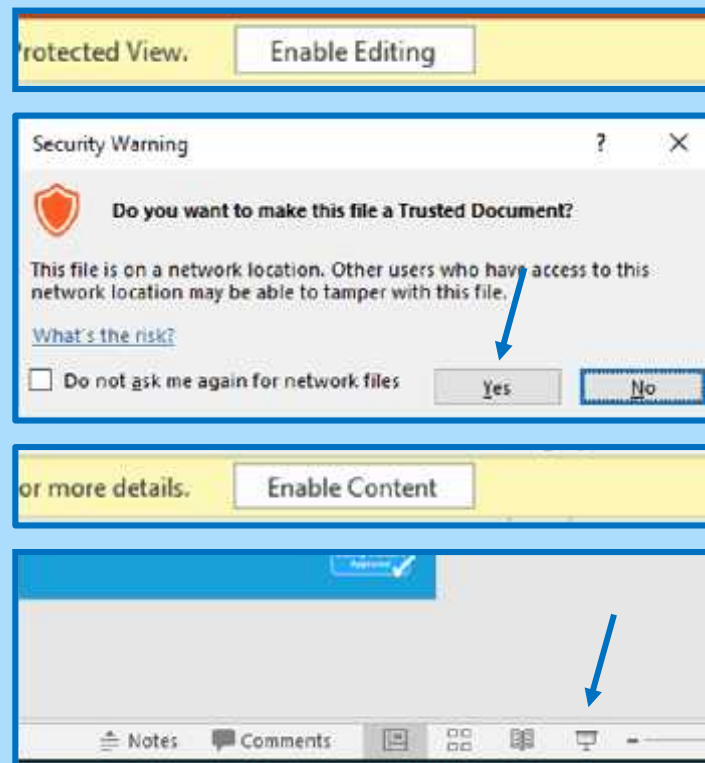 Protected View.
Enable Editing
Security Warning
?
Do you want to make this file a Trusted Document?
This file is on a network location. Other users who have access to this
network location may be able to tamper with this file.
What's the risk?
Do not ask me again for network files
Yes
No
or more details.
Enable Content
Approved
Notes
Comments